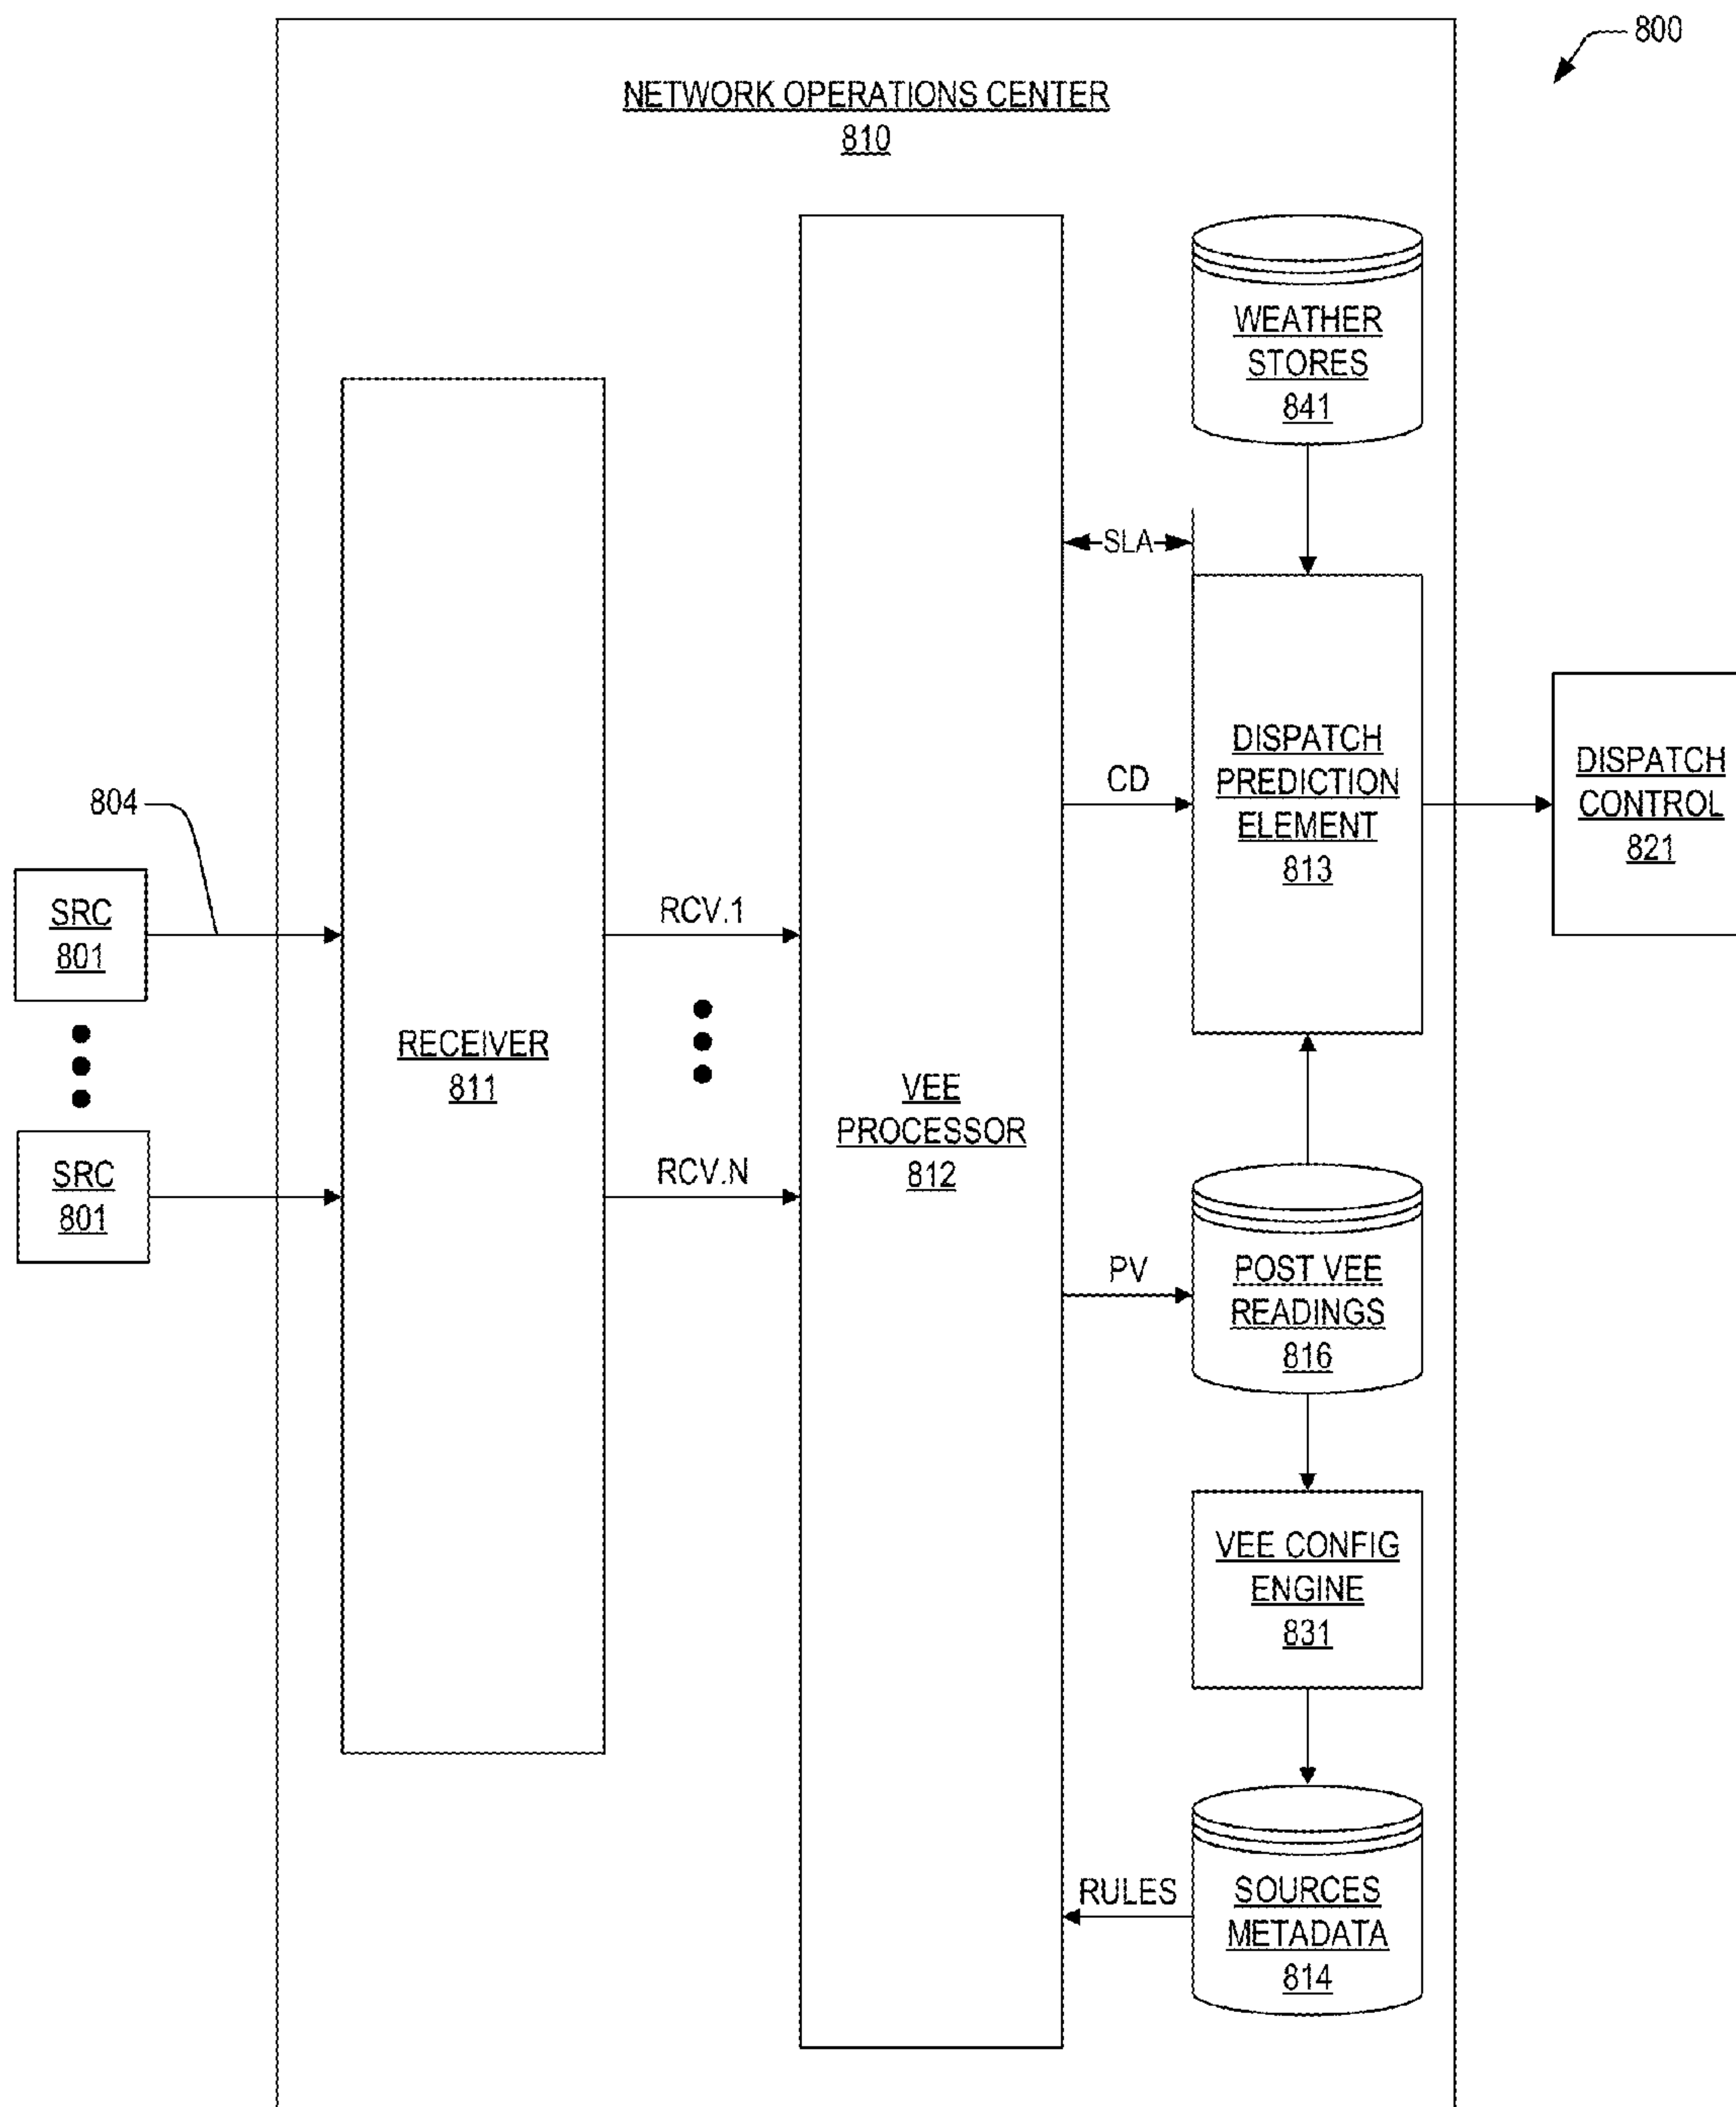 800
NETWORK OPERATIONS CENTER
810
WEATHER
STORES
841
SLA
DISPATCH
PREDICTION
ELEMENT
813
CD
DISPATCH
CONTROL
821
804
SRC
801
RCV.1
RECEIVER
811
VEE
PROCESSOR
812
SRC
801
RCV.N
PV
POST VEE
READINGS
816
VEE CONFIG
ENGINE
831
RULES
SOURCES
METADATA
814